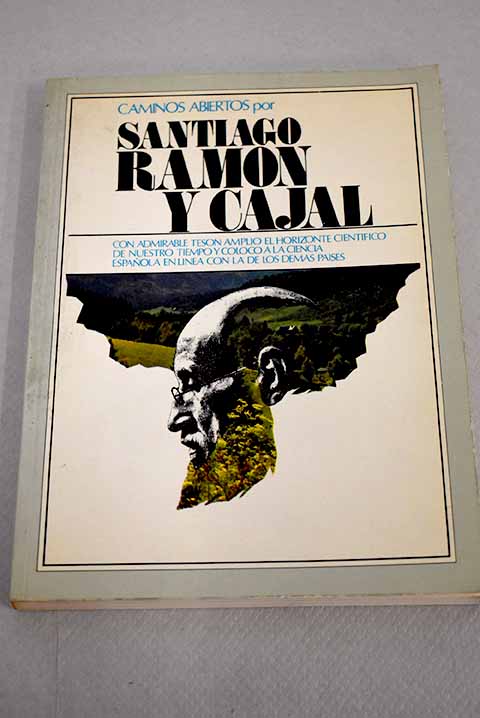 CAMINOS ABIERTOS por
SANTIAGO
RAMON
Y CAJAL
CON ADMIRABLE TESON AMPLIO EL HORIZONTE CIENTIFICO
DE NUESTRO TIEMPO Y COLOCO A LA CIENCIA
ESPAÑOLA EN LINEA CON LA DE LOS DEMAS PAISES